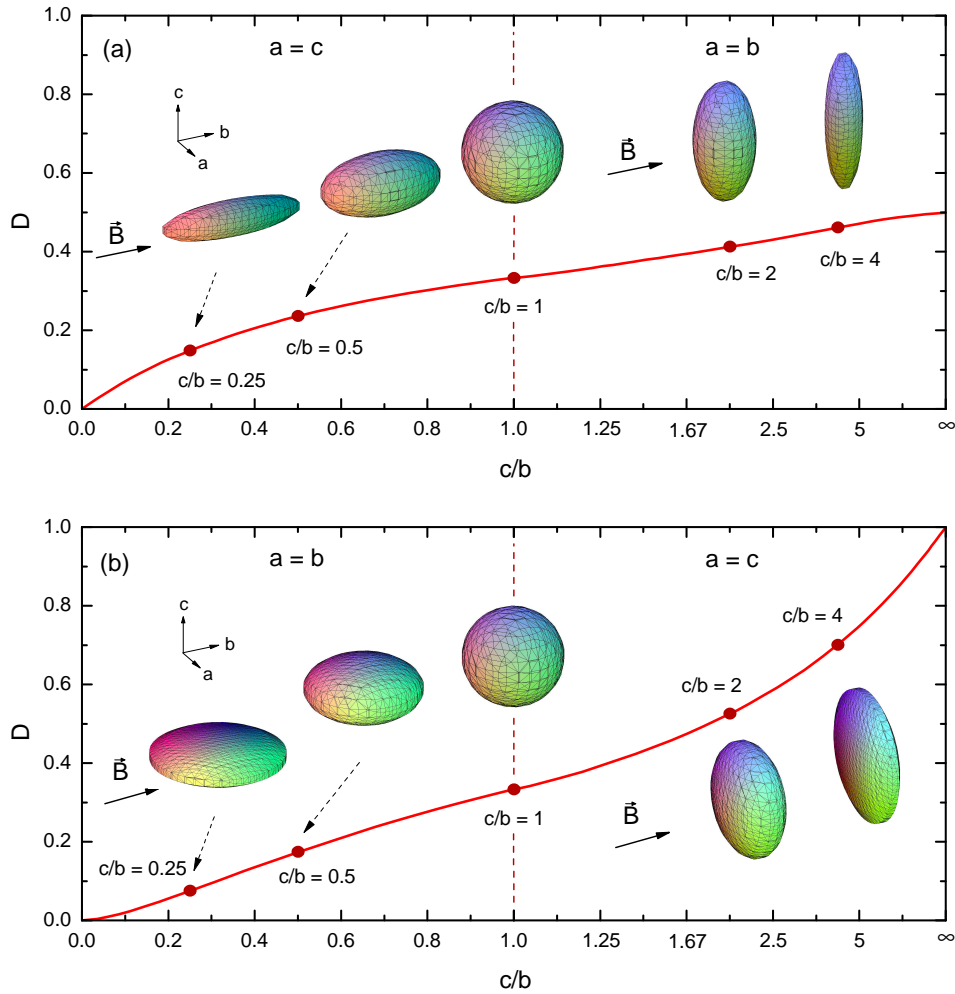 (a)
a = c
a = b
c
b
a
B⃗
B⃗
D
1.0
0.8
0.6
0.4
0.2
0.0
c/b = 0.25
c/b = 0.5
c/b = 1
c/b = 2
c/b = 4
0.0 0.2 0.4 0.6 0.8 1.0 1.25 1.67 2.5 5 ∞
c/b
(b)
a = b
a = c
c
b
a
B⃗
B⃗
D
1.0
0.8
0.6
0.4
0.2
0.0
c/b = 0.25
c/b = 0.5
c/b = 1
c/b = 2
c/b = 4
0.0 0.2 0.4 0.6 0.8 1.0 1.25 1.67 2.5 5 ∞
c/b